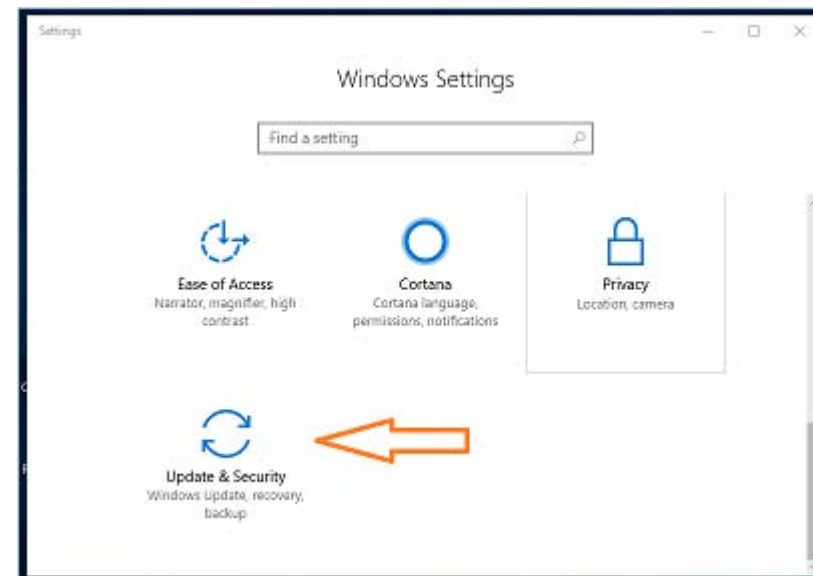 Settings
Windows Settings
Find a setting
Ease of Access
Narrator, magnifier, high
contrast
Cortana
Cortana language,
permissions, notifications
Privacy
Location, camera
Update & Security
Windows Update, recovery,
backup